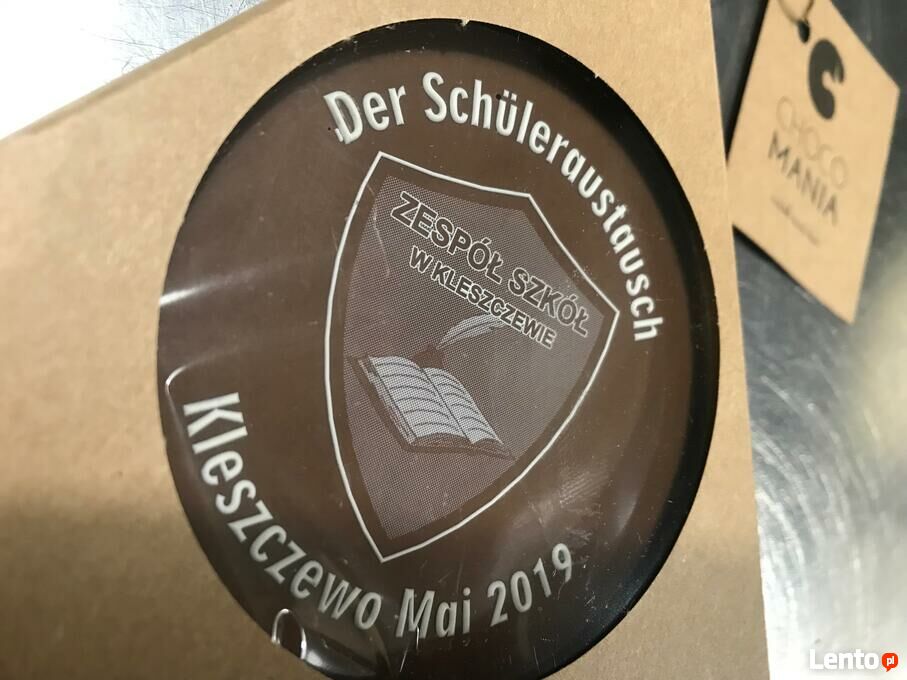 Der Schüleraustausch
ZESPÓŁ SZKÓŁ
W KLESZCZEWIE
Kleszczewo Mai 2019
CHOCO
MANIA
Lento.pl